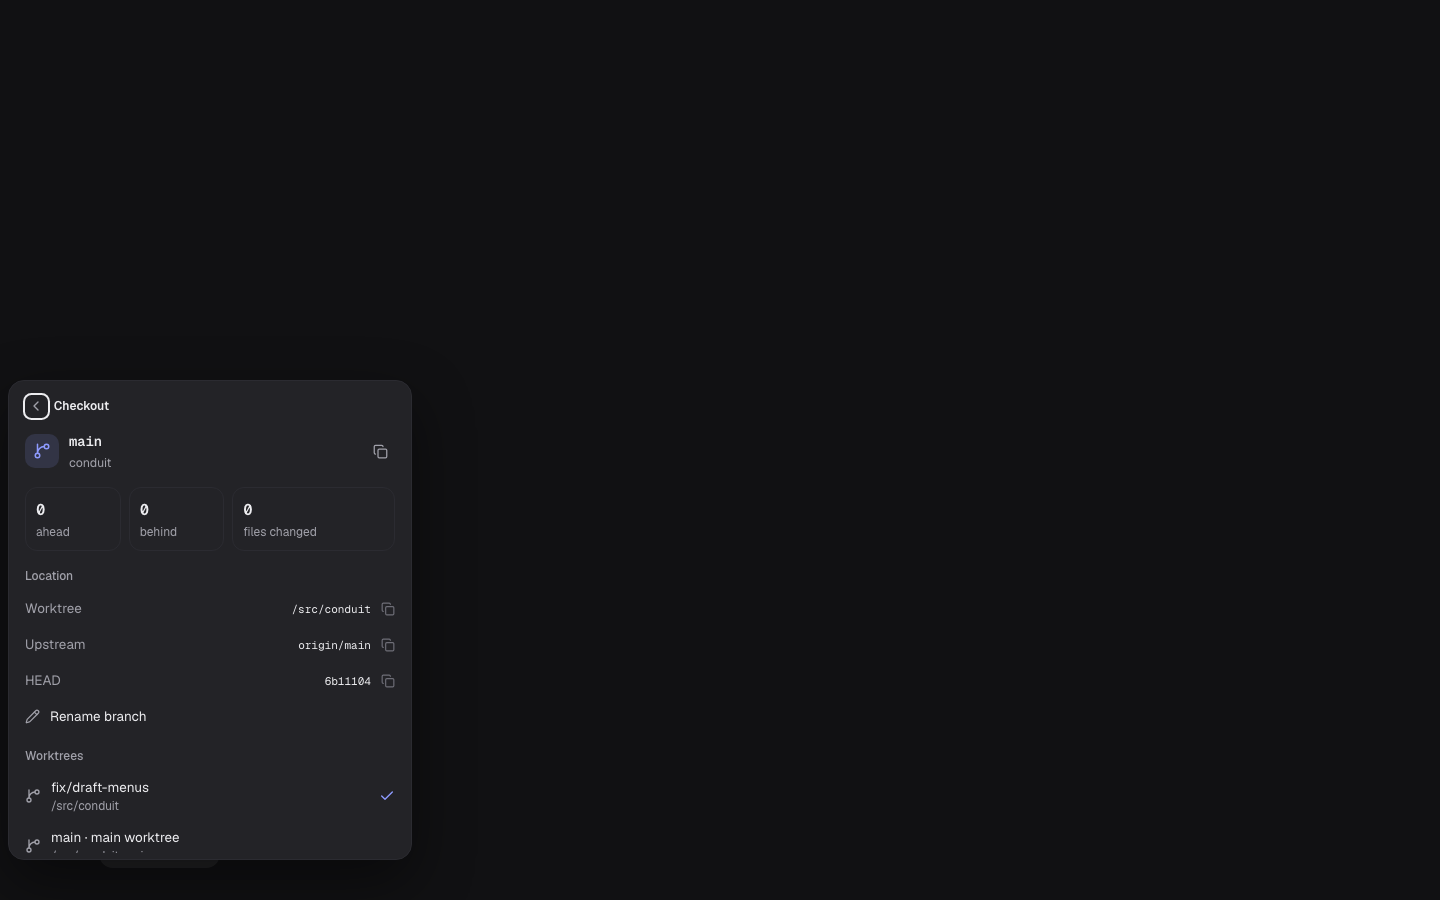 Checkout
main
conduit
0
ahead
0
behind
0
files changed
Location
Worktree /src/conduit
Upstream origin/main
HEAD 6b11104
Rename branch
Worktrees
fix/draft-menus
/src/conduit
main · main worktree